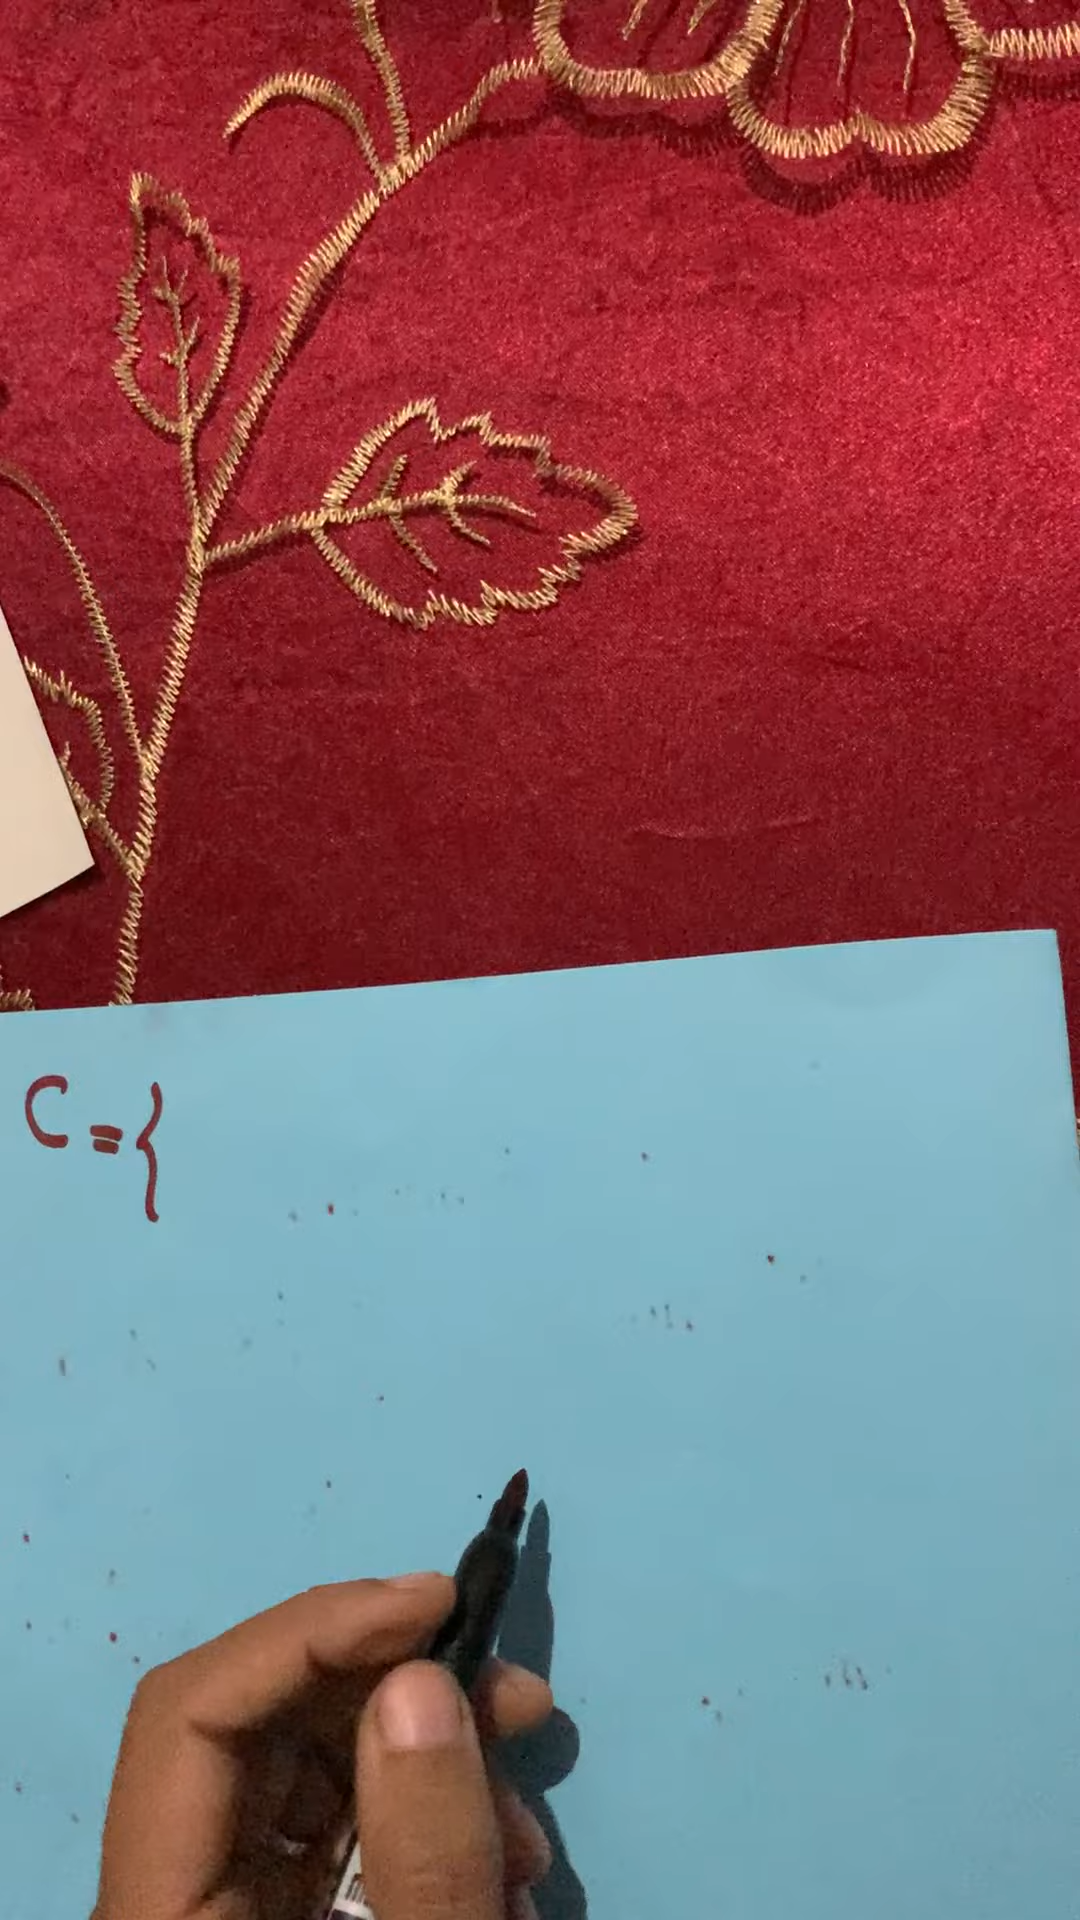 C = {